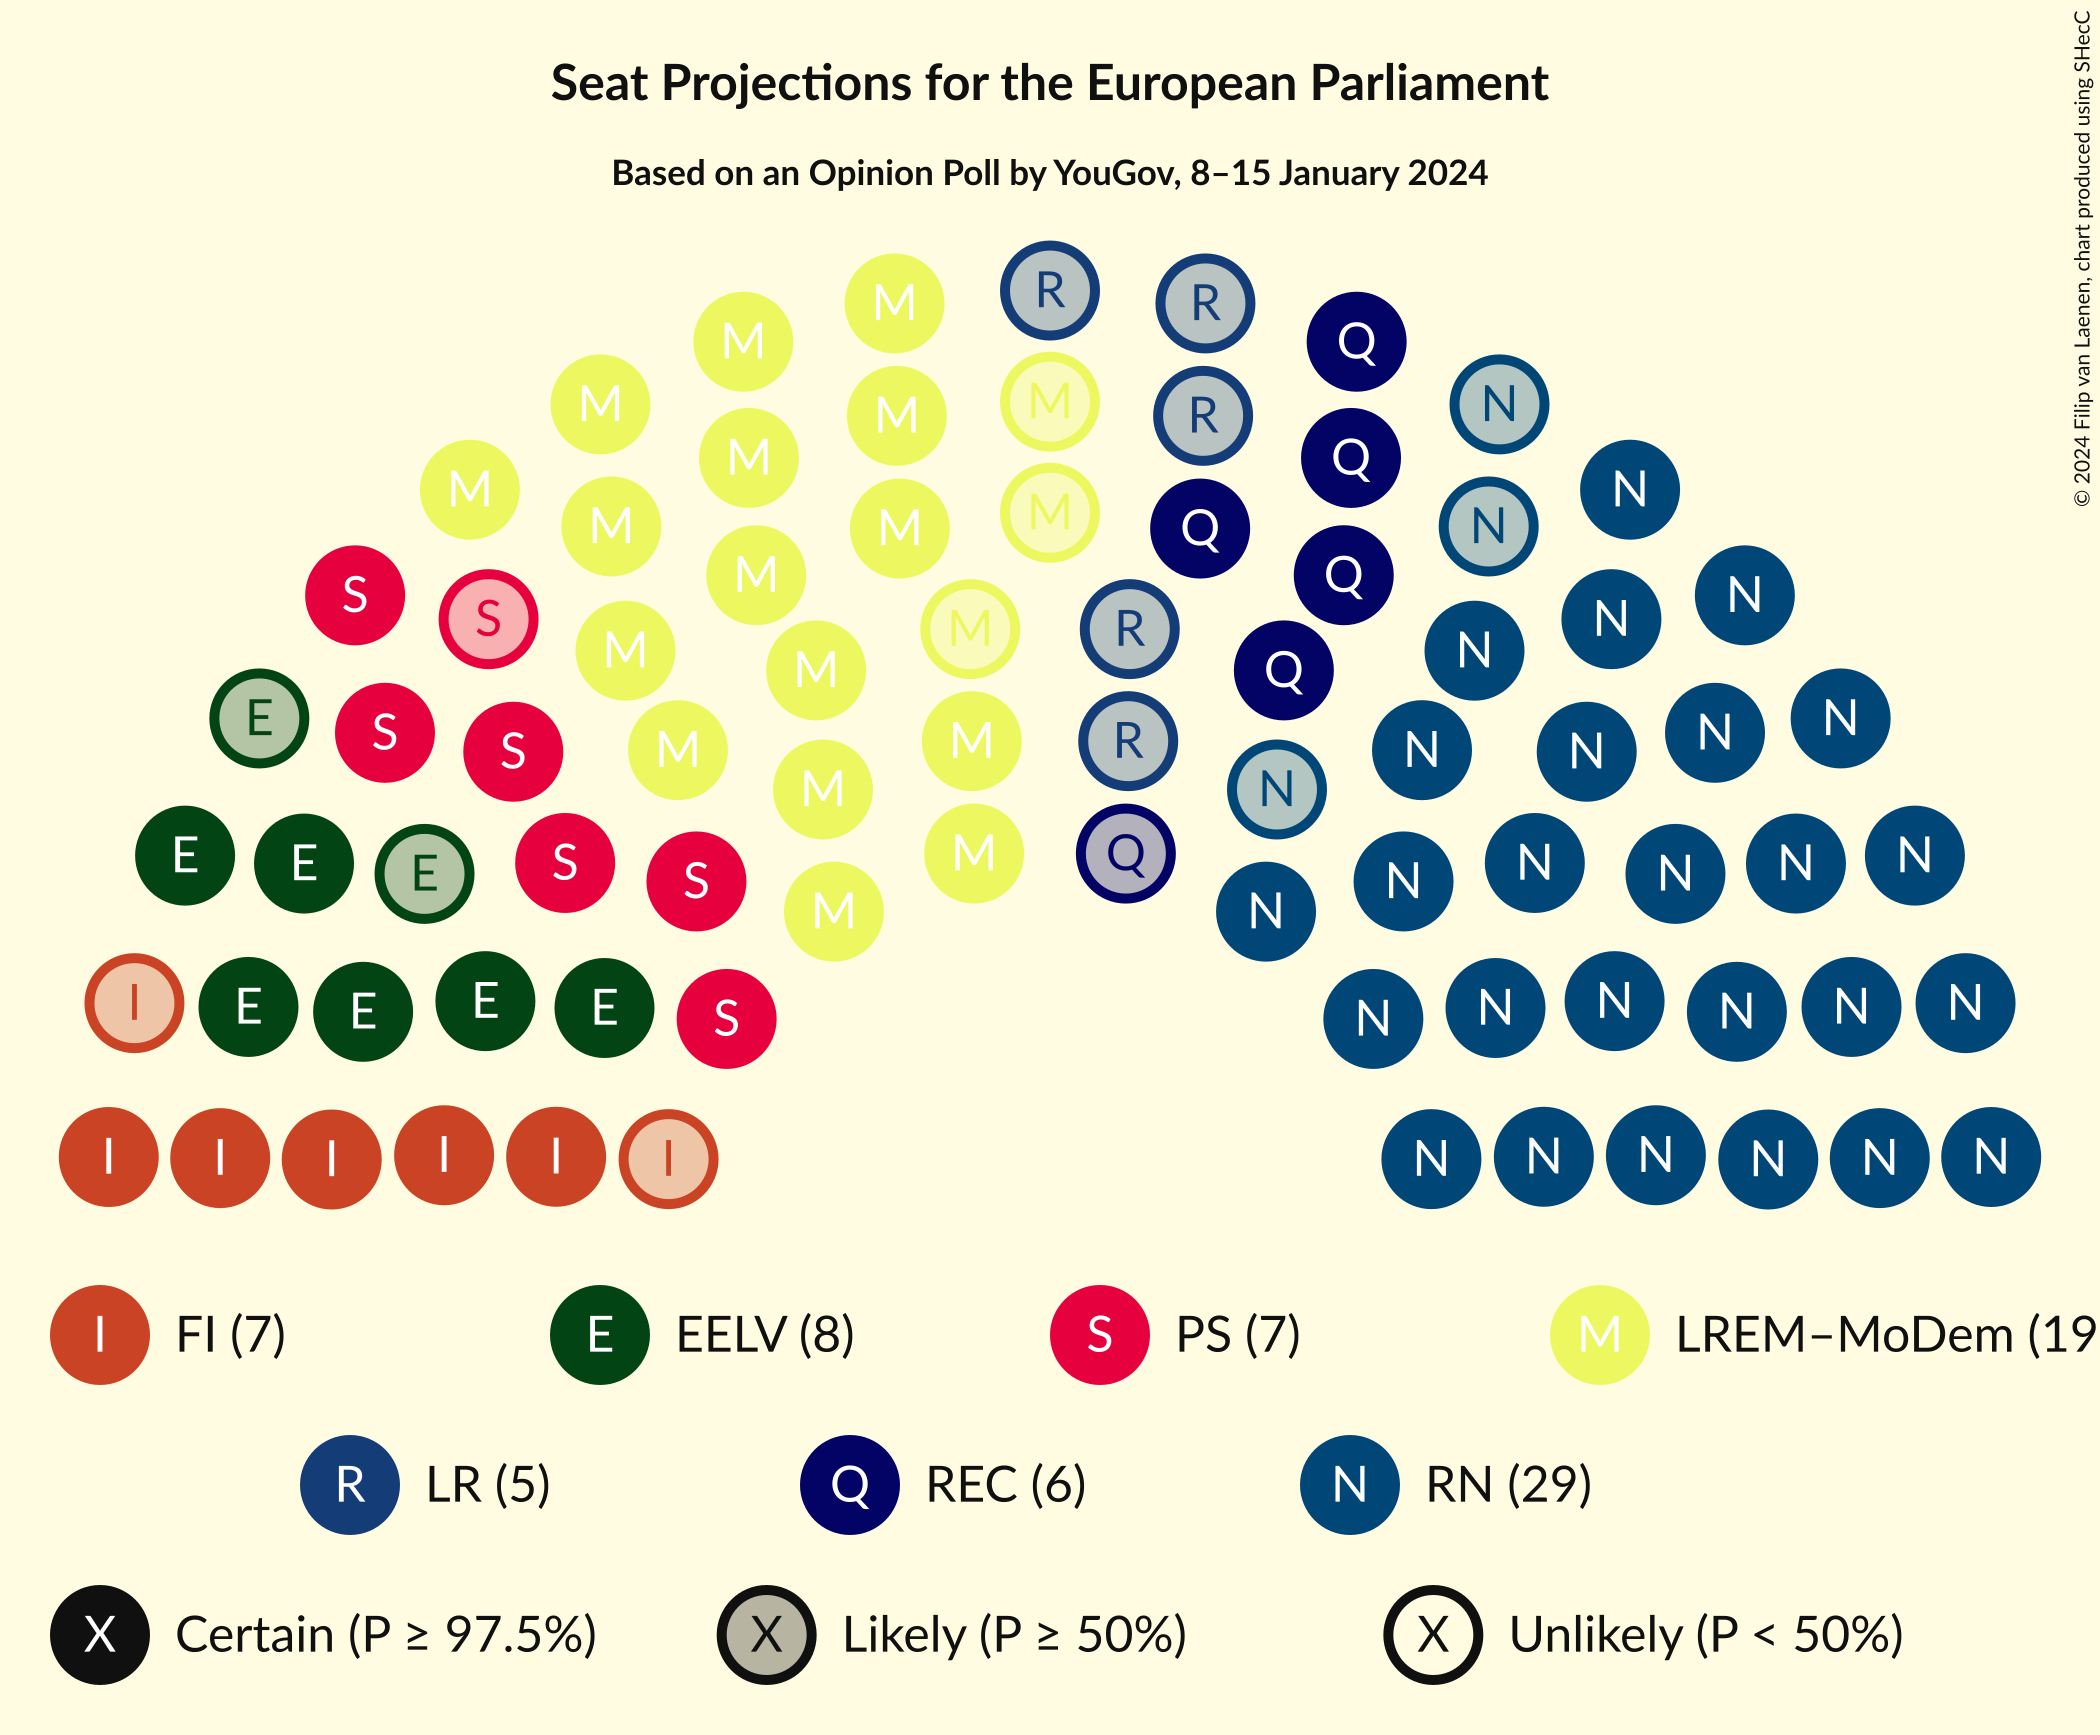 Seat Projections for the European Parliament
Based on an Opinion Poll by YouGov, 8–15 January 2024
© 2024 Filip van Laenen, chart produced using SHecC
R
M R R Q
M M M N
M M R Q
M M M N N
M M Q
S S M M Q N N
M M M R N
E S S M M M R N N N N
M N
E E E S S M M Q N N N N N N
I E E E E S N N N N N N
I I I I I I N N N N N N
I FI (7) E EELV (8) S PS (7) M LREM–MoDem (19
R LR (5) Q REC (6) N RN (29)
X Certain (P ≥ 97.5%) X Likely (P ≥ 50%) X Unlikely (P < 50%)